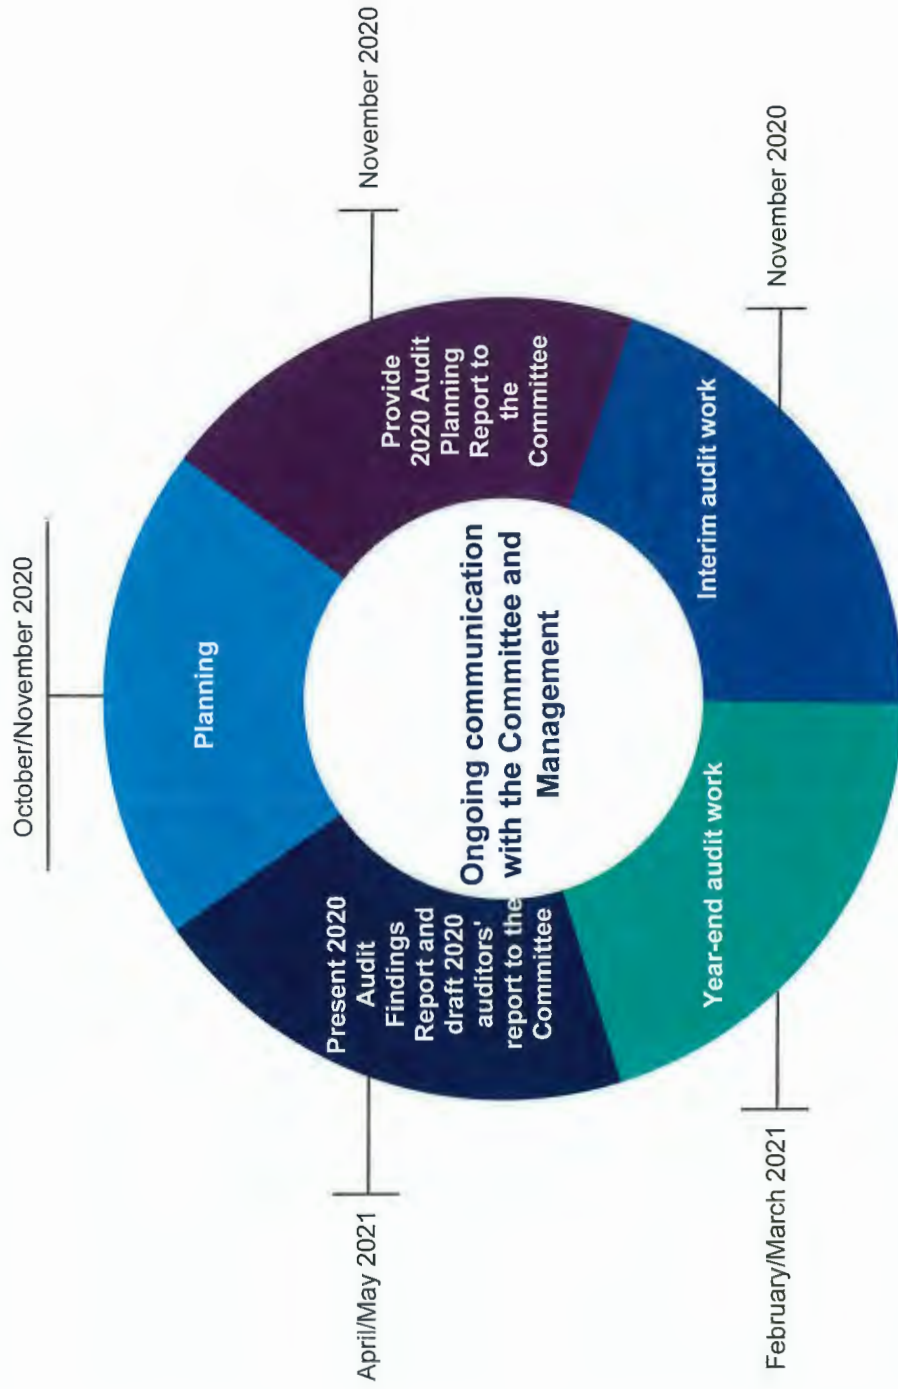 October/November 2020
Planning
November 2020
Provide
2020 Audit
Planning
Report to
the
Committee
November 2020
Interim audit work
February/March 2021
Year-end audit work
April/May 2021
Present 2020
Audit
Findings
Report and
draft 2020
auditors'
report to the
Committee
Ongoing communication
with the Committee and
Management